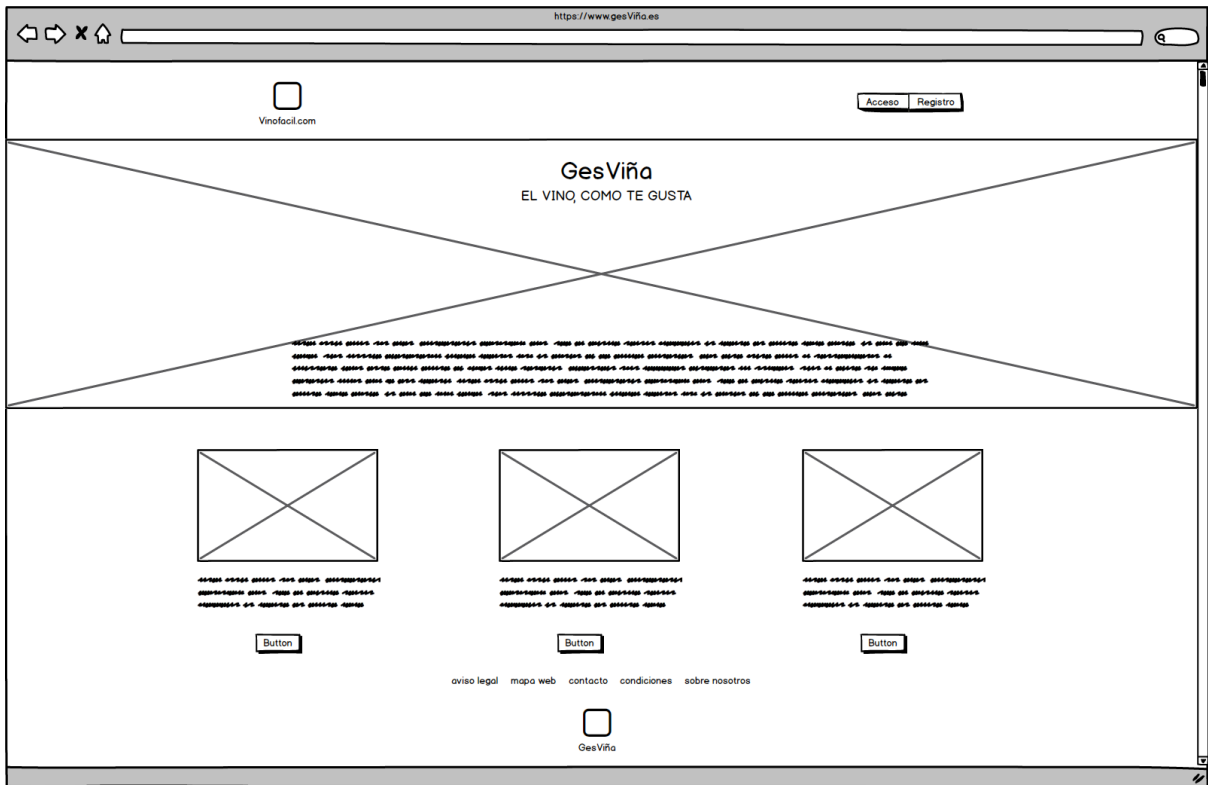 https://www.gesViña.es
Vinofacil.com
Acceso Registro
GesViña
EL VINO, COMO TE GUSTA
Button Button Button
aviso legal mapa web contacto condiciones sobre nosotros
GesViña